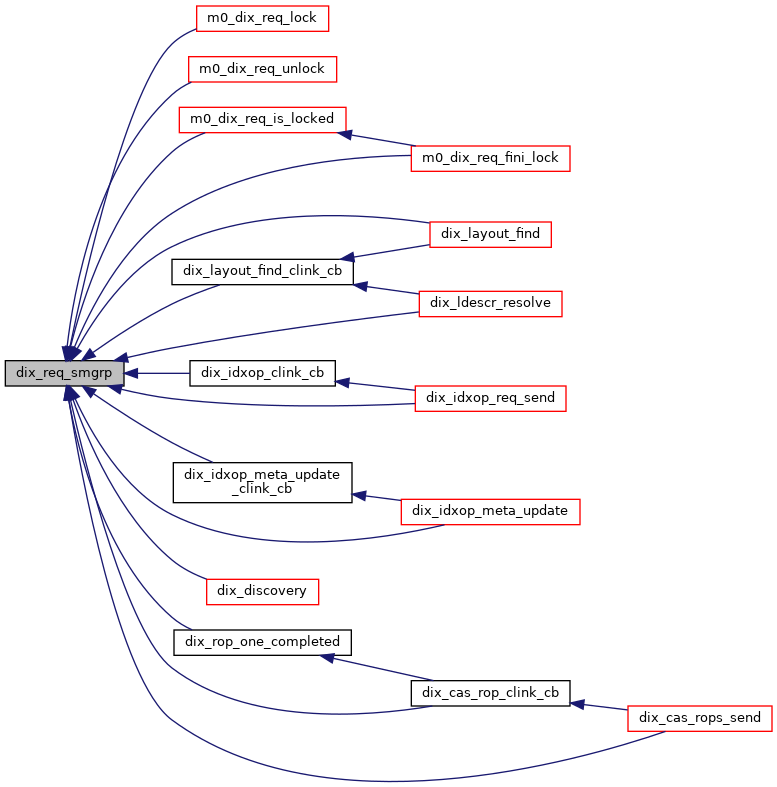 m0_dix_req_lock
m0_dix_req_unlock
m0_dix_req_is_locked
m0_dix_req_fini_lock
dix_layout_find
dix_layout_find_clink_cb
dix_ldescr_resolve
dix_req_smgrp
dix_idxop_clink_cb
dix_idxop_req_send
dix_idxop_meta_update
_clink_cb
dix_idxop_meta_update
dix_discovery
dix_rop_one_completed
dix_cas_rop_clink_cb
dix_cas_rops_send